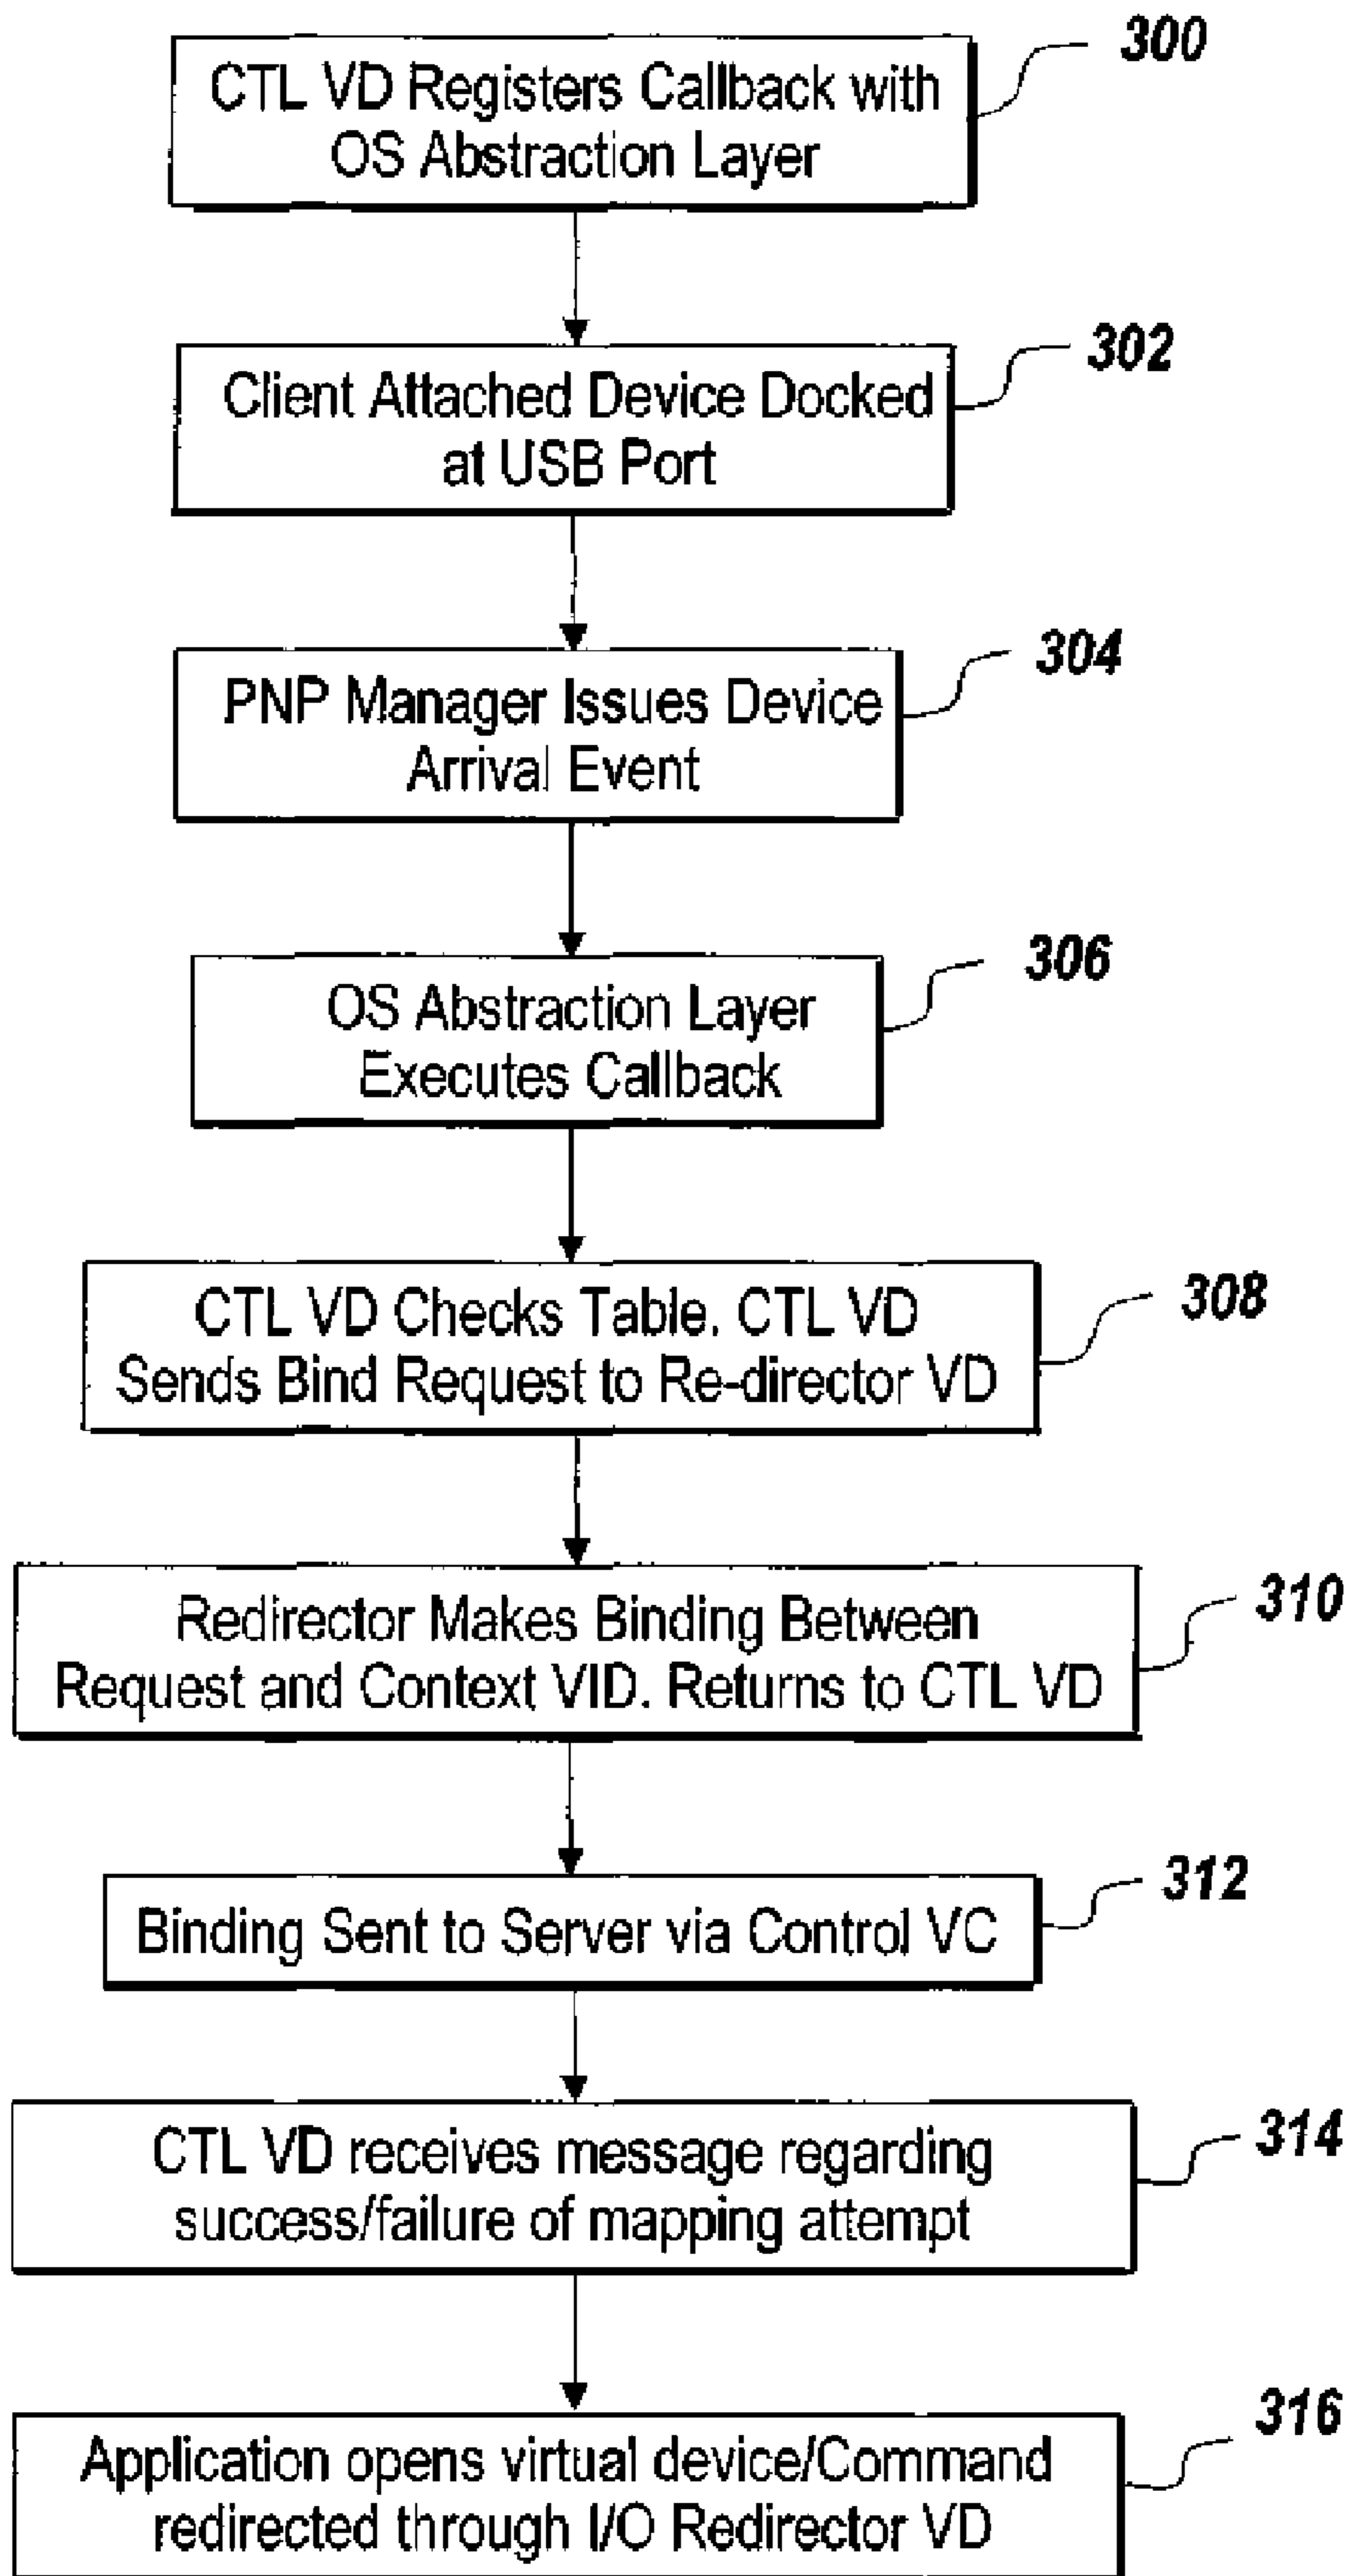 300
CTL VD Registers Callback with
OS Abstraction Layer
302
Client Attached Device Docked
at USB Port
304
PNP Manager Issues Device
Arrival Event
306
OS Abstraction Layer
Executes Callback
308
CTL VD Checks Table. CTL VD
Sends Bind Request to Re-director VD
310
Redirector Makes Binding Between
Request and Context VID. Returns to CTL VD
312
Binding Sent to Server via Control VC
314
CTL VD receives message regarding
success/failure of mapping attempt
316
Application opens virtual device/Command
redirected through I/O Redirector VD